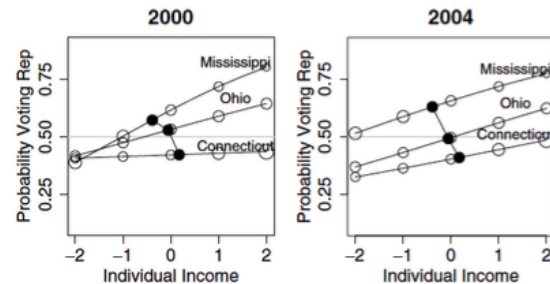 2000
Probability Voting Rep
0.25 0.50 0.75
Mississippi
Ohio
Connecticut
-2 -1 0 1 2
Individual Income
2004
Probability Voting Rep
0.25 0.50 0.75
Mississippi
Ohio
Connecticut
-2 -1 0 1 2
Individual Income